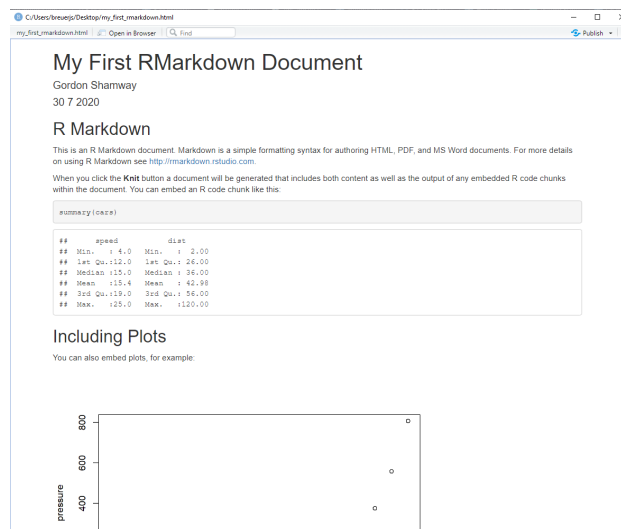 C:/Users/breuerjs/Desktop/my_first_rmarkdown.html
my_first_rmarkdown.html Open in Browser Find Publish
My First RMarkdown Document
Gordon Shamway
30 7 2020
R Markdown
This is an R Markdown document. Markdown is a simple formatting syntax for authoring HTML, PDF, and MS Word documents. For more details
on using R Markdown see http://rmarkdown.rstudio.com.
When you click the Knit button a document will be generated that includes both content as well as the output of any embedded R code chunks
within the document. You can embed an R code chunk like this:
summary(cars)
##      speed           dist
##  Min.   : 4.0   Min.   :  2.00
##  1st Qu.:12.0   1st Qu.: 26.00
##  Median :15.0   Median : 36.00
##  Mean   :15.4   Mean   : 42.98
##  3rd Qu.:19.0   3rd Qu.: 56.00
##  Max.   :25.0   Max.   :120.00
Including Plots
You can also embed plots, for example:
800
600
400
pressure